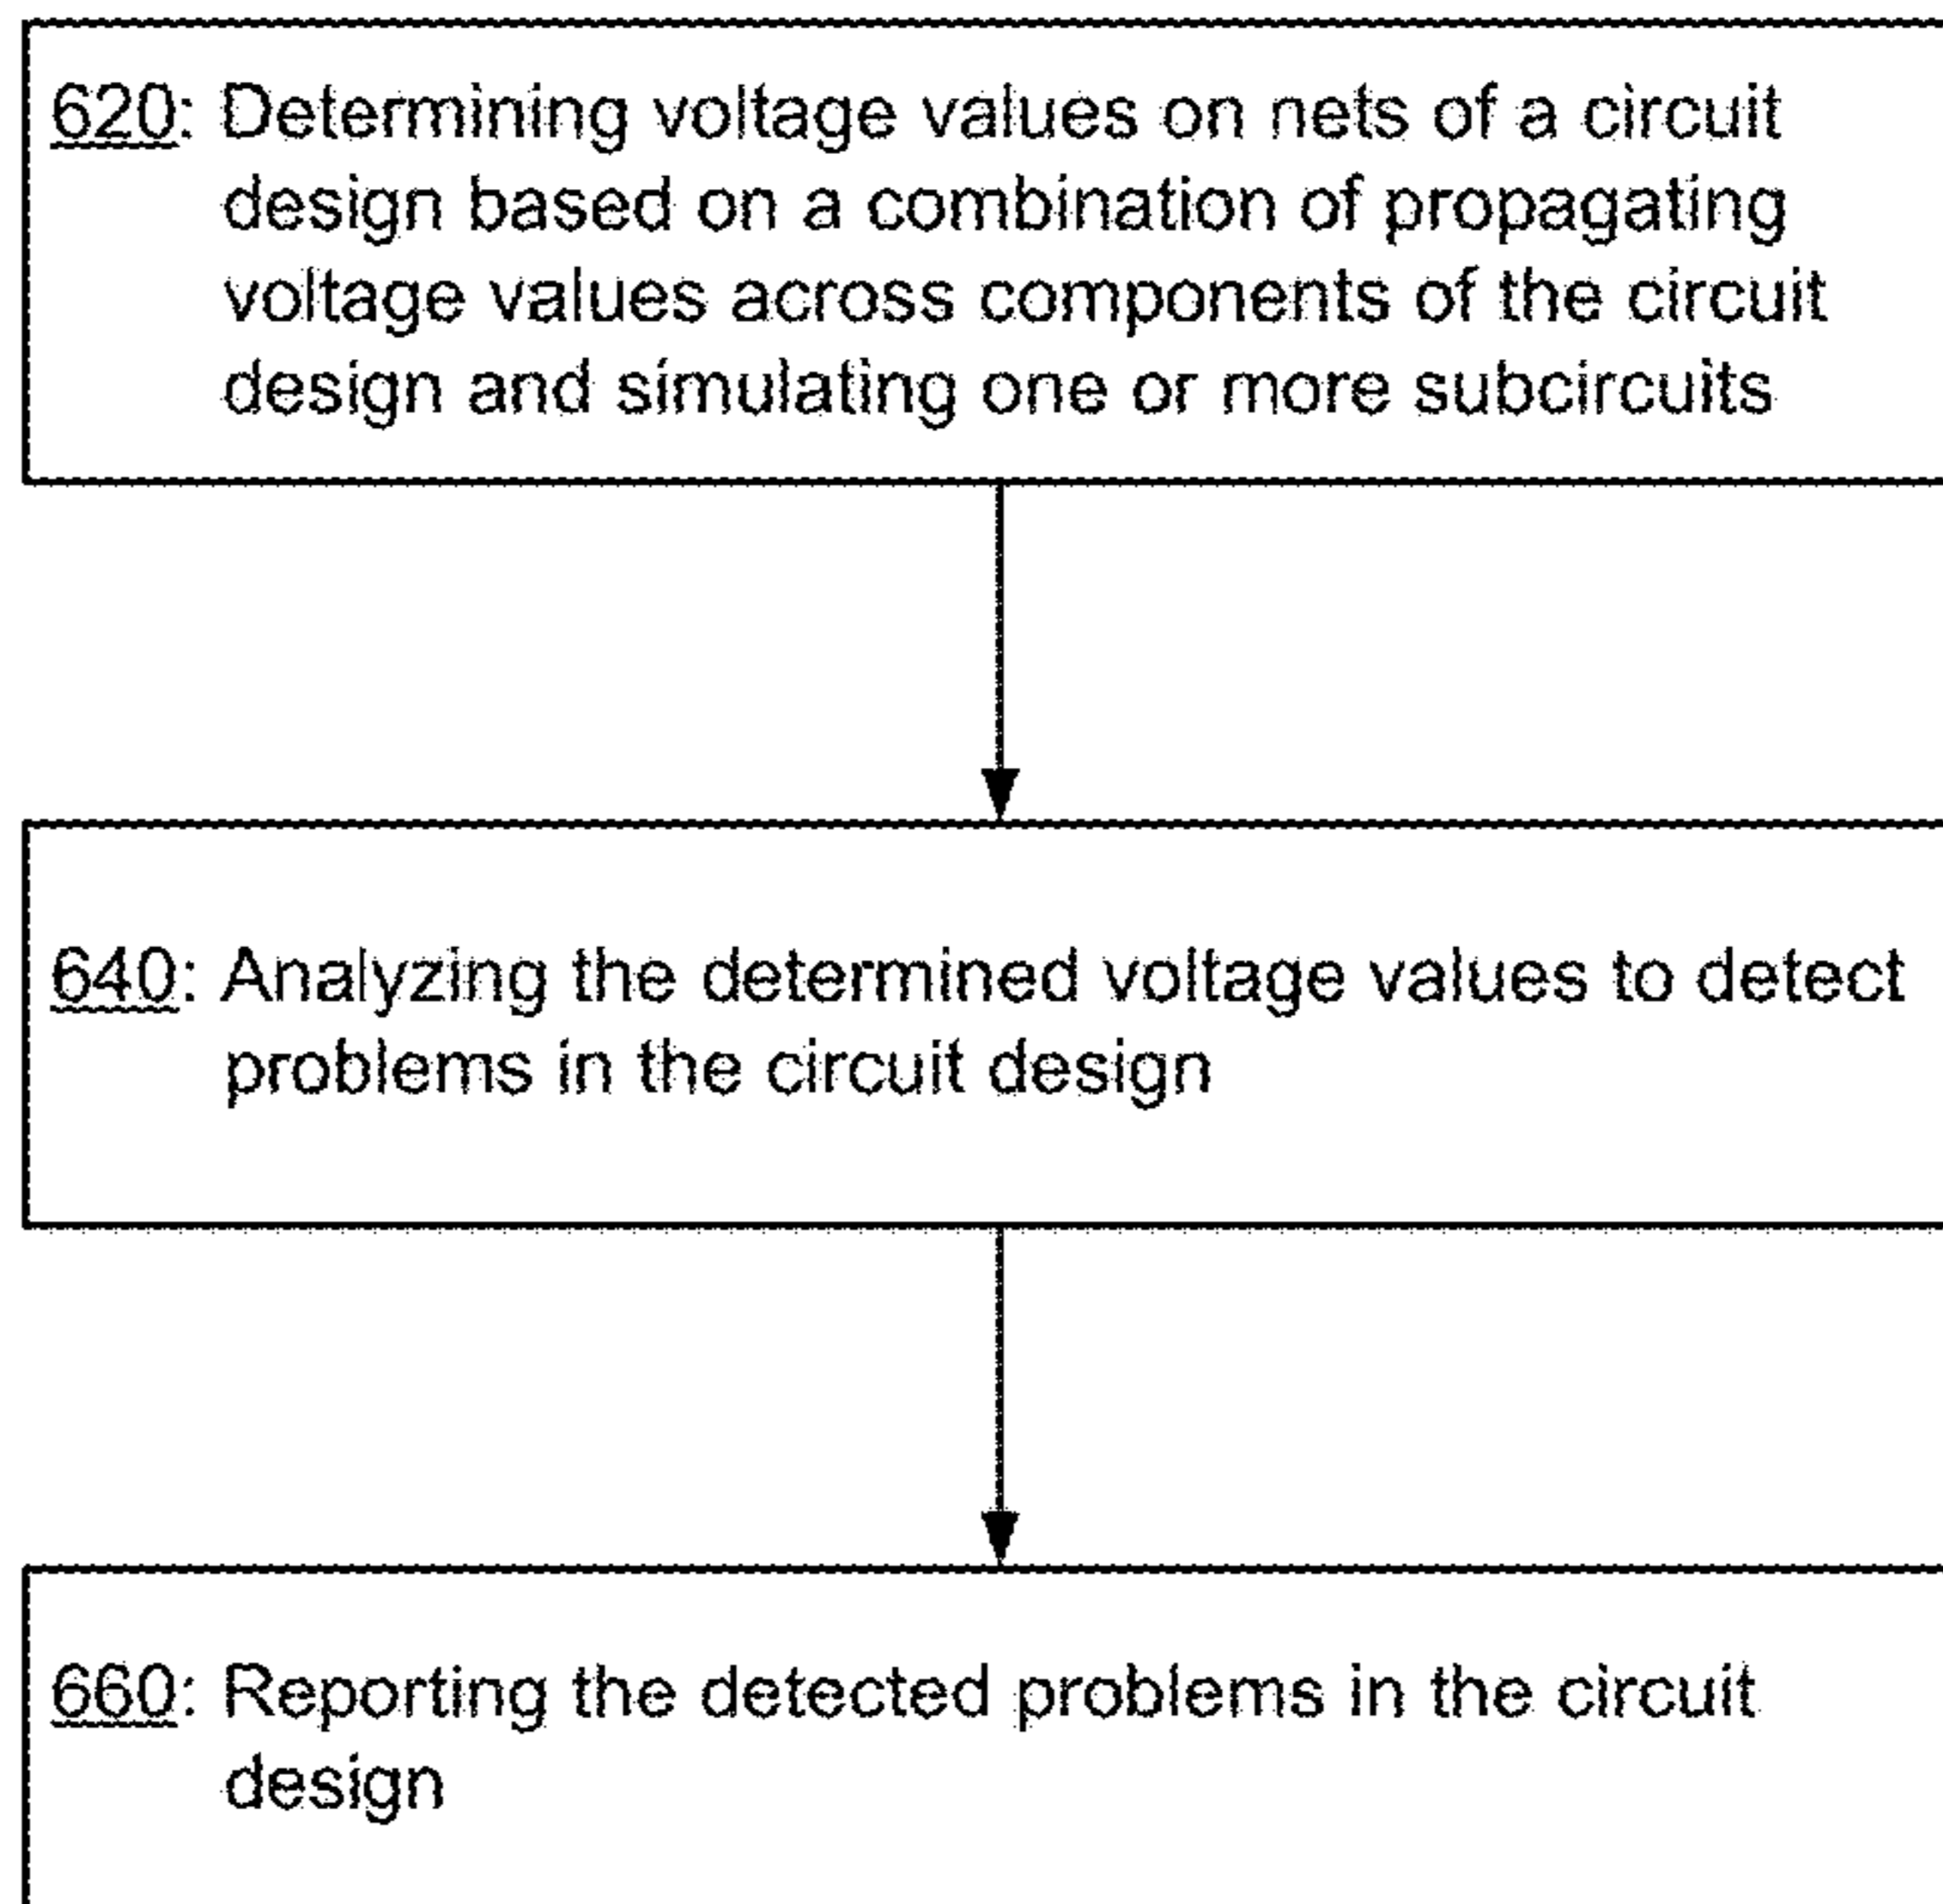 620: Determining voltage values on nets of a circuit
design based on a combination of propagating
voltage values across components of the circuit
design and simulating one or more subcircuits
640: Analyzing the determined voltage values to detect
problems in the circuit design
660: Reporting the detected problems in the circuit
design